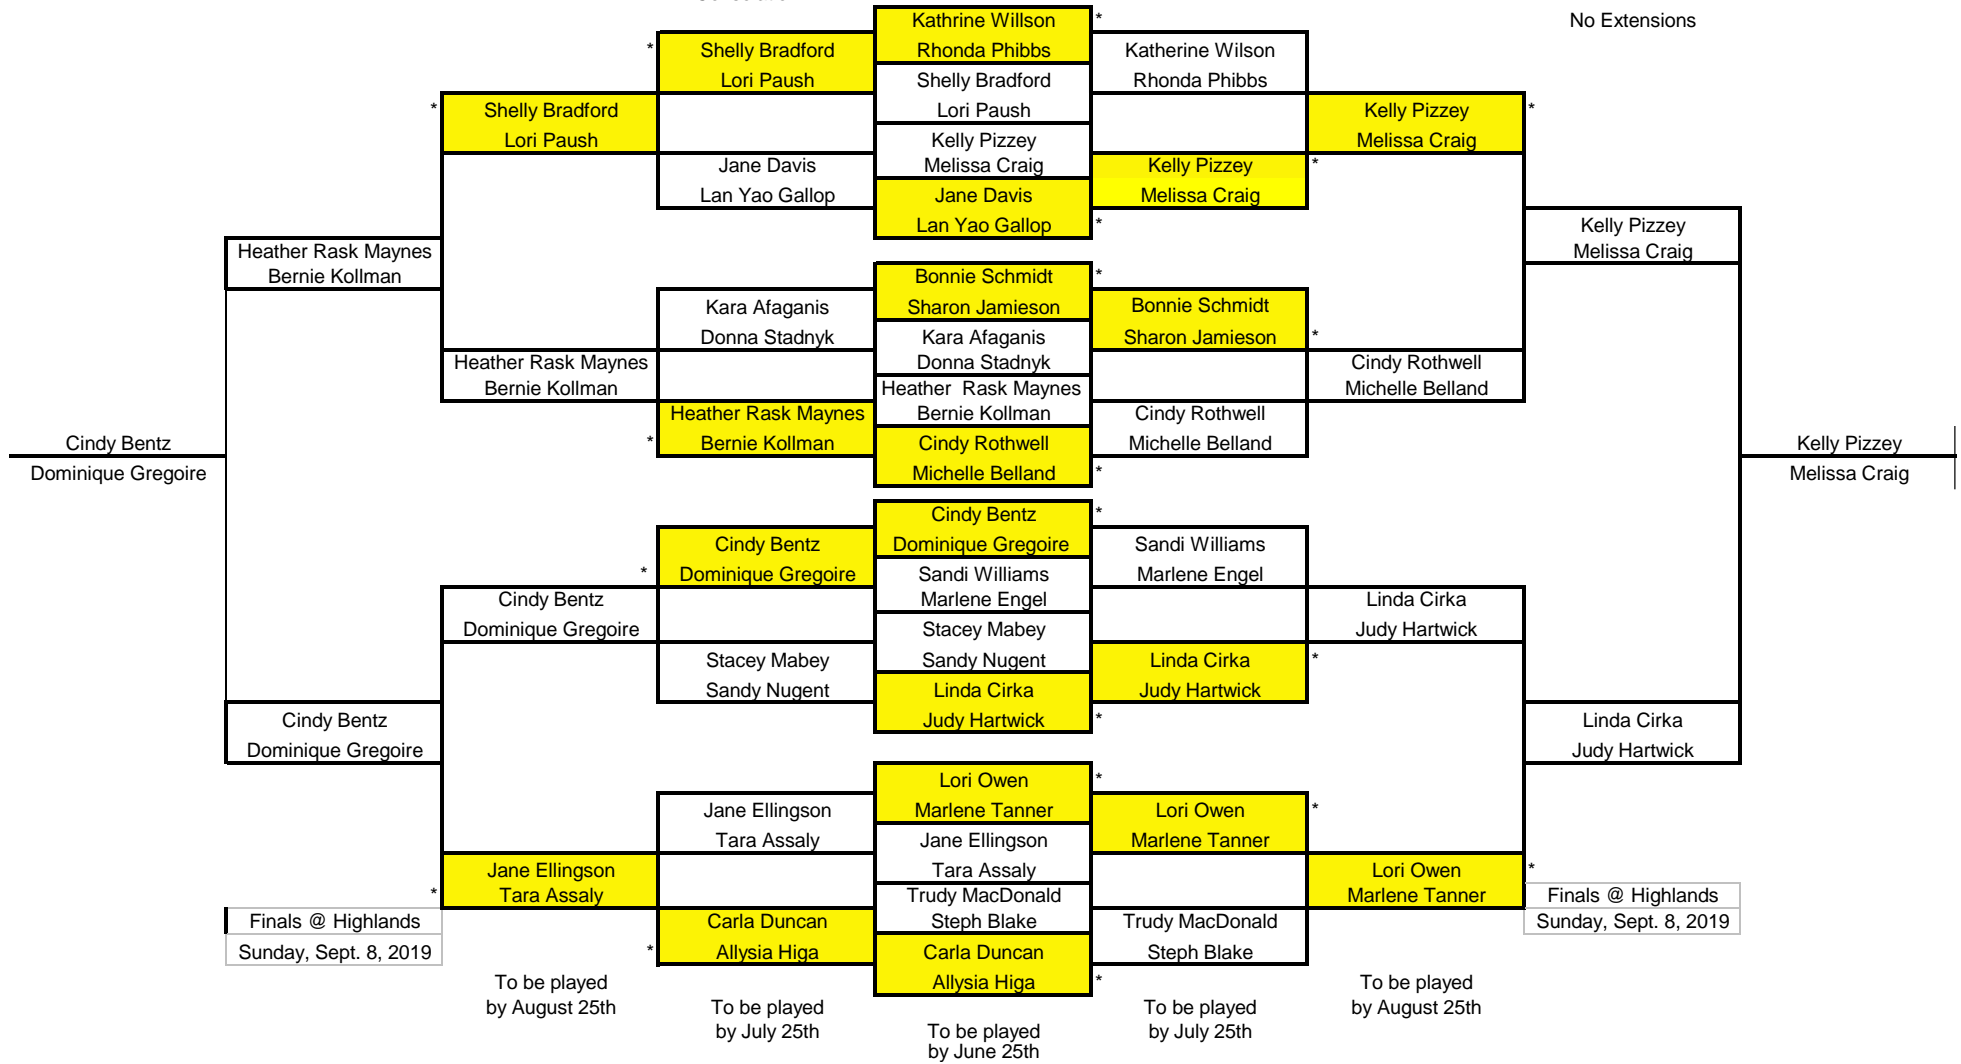 Kathrine Willson
*
No Extensions
*
Shelly Bradford
Rhonda Phibbs
Katherine Wilson
Lori Paush
Shelly Bradford
Rhonda Phibbs
*
Shelly Bradford
Lori Paush
Kelly Pizzey
*
Lori Paush
Kelly Pizzey
Melissa Craig
Jane Davis
Melissa Craig
Kelly Pizzey
*
Lan Yao Gallop
Jane Davis
Melissa Craig
Lan Yao Gallop
*
Kelly Pizzey
Melissa Craig
Heather Rask Maynes
Bernie Kollman
Bonnie Schmidt
*
Kara Afaganis
Sharon Jamieson
Bonnie Schmidt
Donna Stadnyk
Kara Afaganis
Sharon Jamieson
*
Heather Rask Maynes
Donna Stadnyk
Cindy Rothwell
Bernie Kollman
Heather  Rask Maynes
Michelle Belland
Heather Rask Maynes
Bernie Kollman
Cindy Rothwell
Cindy Bentz
*
Bernie Kollman
Cindy Rothwell
Michelle Belland
Kelly Pizzey
Dominique Gregoire
Michelle Belland
*
Melissa Craig
Cindy Bentz
*
Cindy Bentz
Dominique Gregoire
Sandi Williams
*
Dominique Gregoire
Sandi Williams
Marlene Engel
Cindy Bentz
Marlene Engel
Linda Cirka
Dominique Gregoire
Stacey Mabey
Judy Hartwick
Stacey Mabey
Sandy Nugent
Linda Cirka
*
Sandy Nugent
Linda Cirka
Judy Hartwick
Cindy Bentz
Judy Hartwick
*
Linda Cirka
Dominique Gregoire
Judy Hartwick
Lori Owen
*
Jane Ellingson
Marlene Tanner
Lori Owen
*
Tara Assaly
Jane Ellingson
Marlene Tanner
Jane Ellingson
Tara Assaly
Lori Owen
*
*
Tara Assaly
Trudy MacDonald
Marlene Tanner
Finals @ Highlands
Finals @ Highlands
Carla Duncan
Steph Blake
Trudy MacDonald
Sunday, Sept. 8, 2019
Sunday, Sept. 8, 2019
*
Allysia Higa
Carla Duncan
Steph Blake
Allysia Higa
*
To be played
by August 25th
To be played
by July 25th
To be played
by June 25th
To be played
by July 25th
To be played
by August 25th